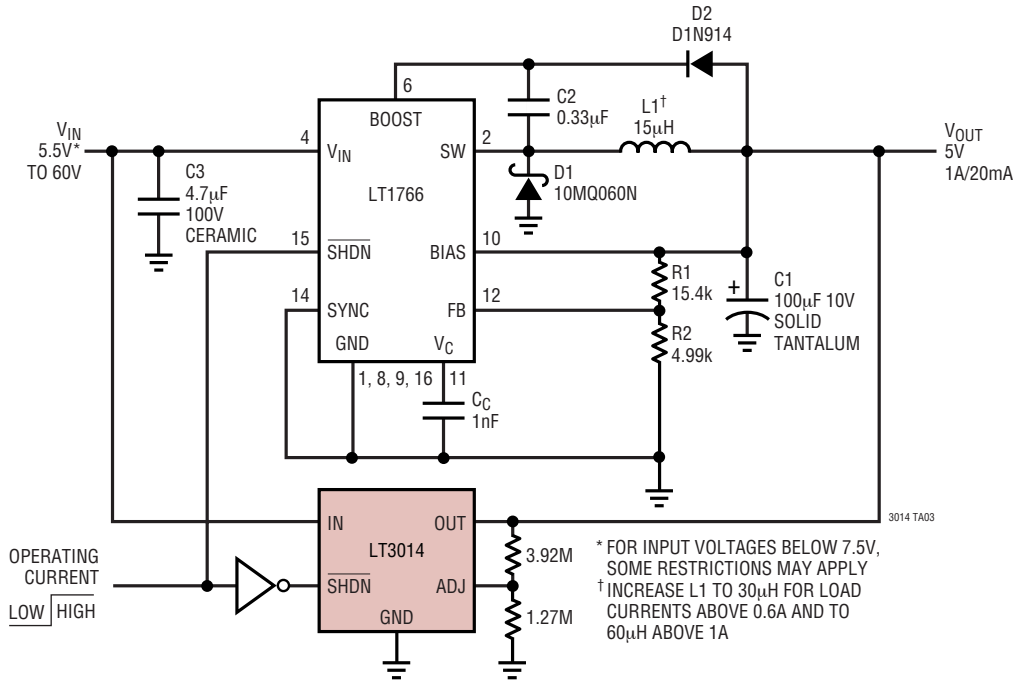 D2
D1N914
6
BOOST
C2
0.33µF
L1†
15µH
VIN
5.5V*
TO 60V
4
VIN
SW
2
VOUT
5V
1A/20mA
C3
4.7µF
100V
CERAMIC
LT1766
D1
10MQ060N
15
SHDN
BIAS
10
R1
15.4k
C1
100µF 10V
SOLID
TANTALUM
+
14
SYNC
FB
12
R2
4.99k
GND
VC
1, 8, 9, 16
11
CC
1nF
IN
OUT
3014 TA03
LT3014
3.92M
OPERATING
CURRENT
LOW HIGH
SHDN
ADJ
1.27M
GND
* FOR INPUT VOLTAGES BELOW 7.5V,
SOME RESTRICTIONS MAY APPLY
† INCREASE L1 TO 30µH FOR LOAD
CURRENTS ABOVE 0.6A AND TO
60µH ABOVE 1A